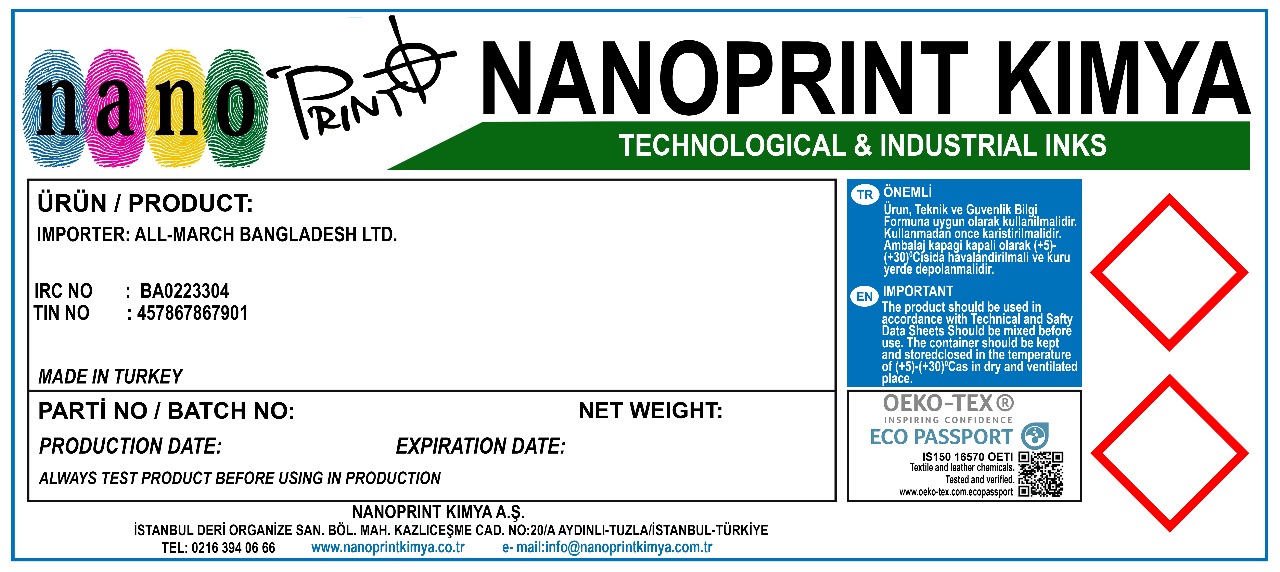 nano PRINT
NANOPRINT KIMYA
TECHNOLOGICAL & INDUSTRIAL INKS
ÜRÜN / PRODUCT:
IMPORTER: ALL-MARCH BANGLADESH LTD.
IRC NO : BA0223304
TIN NO : 457867867901
MADE IN TURKEY
PARTİ NO / BATCH NO:
NET WEIGHT:
PRODUCTION DATE:
EXPIRATION DATE:
ALWAYS TEST PRODUCT BEFORE USING IN PRODUCTION
TR ÖNEMLİ
Ürun, Teknik ve Guvenlik Bilgi
Formuna uygun olarak kullanilmalidir.
Kullanmadan once karistirilmalidir.
Ambalaj kapagi kapali olarak (+5)-
(+30)ºCisida havalandirilmali ve kuru
yerde depolanmalidir.
EN IMPORTANT
The product should be used in
accordance with Technical and Safty
Data Sheets Should be mixed before
use. The container should be kept
and storedclosed in the temperature
of (+5)-(+30)ºCas in dry and ventilated
place.
OEKO-TEX®
INSPIRING CONFIDENCE
ECO PASSPORT
IS150 16570 OETI
Textile and leather chemicals.
Tested and verified.
www.oeko-tex.com.ecopassport
NANOPRINT KIMYA A.Ş.
İSTANBUL DERİ ORGANİZE SAN. BÖL. MAH. KAZLICEŞME CAD. NO:20/A AYDINLI-TUZLA/İSTANBUL-TÜRKİYE
TEL: 0216 394 06 66 www.nanoprintkimya.co.tr e- mail:info@nanoprintkimya.com.tr